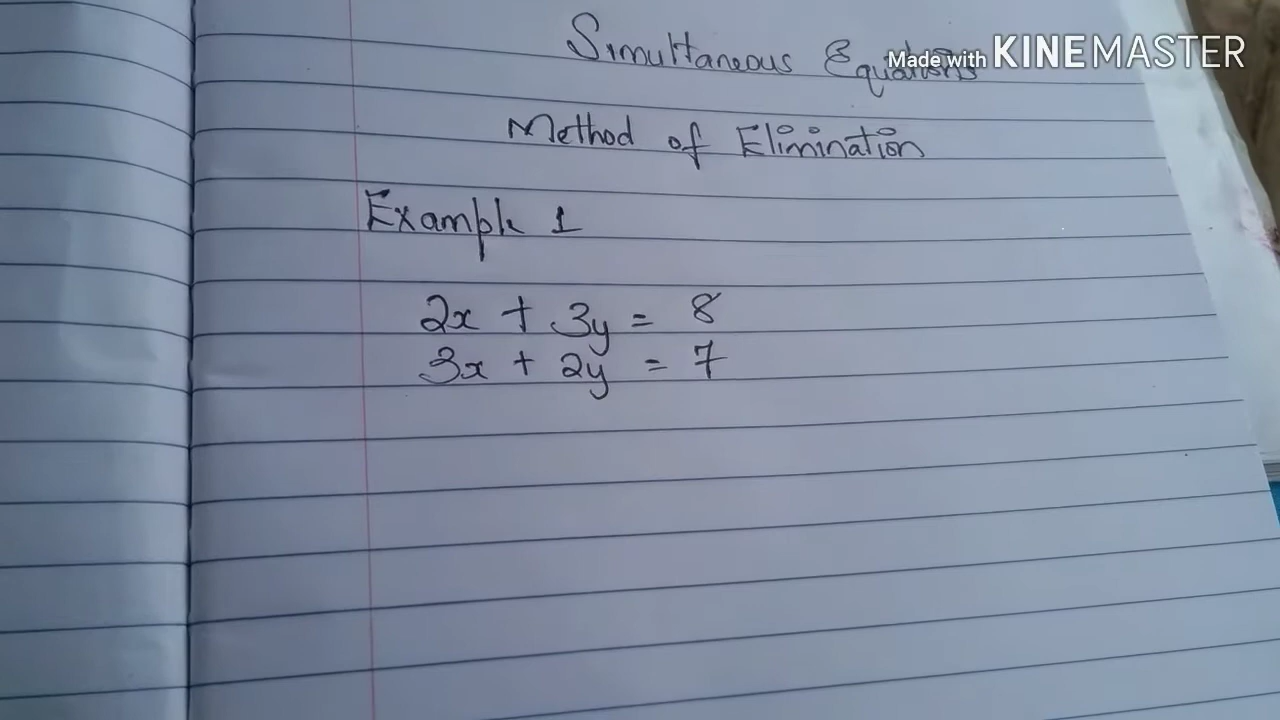 Simultaneous Equations
Made with KINEMASTER
Method of Elimination
Example 1
2x + 3y = 8
3x + 2y = 7